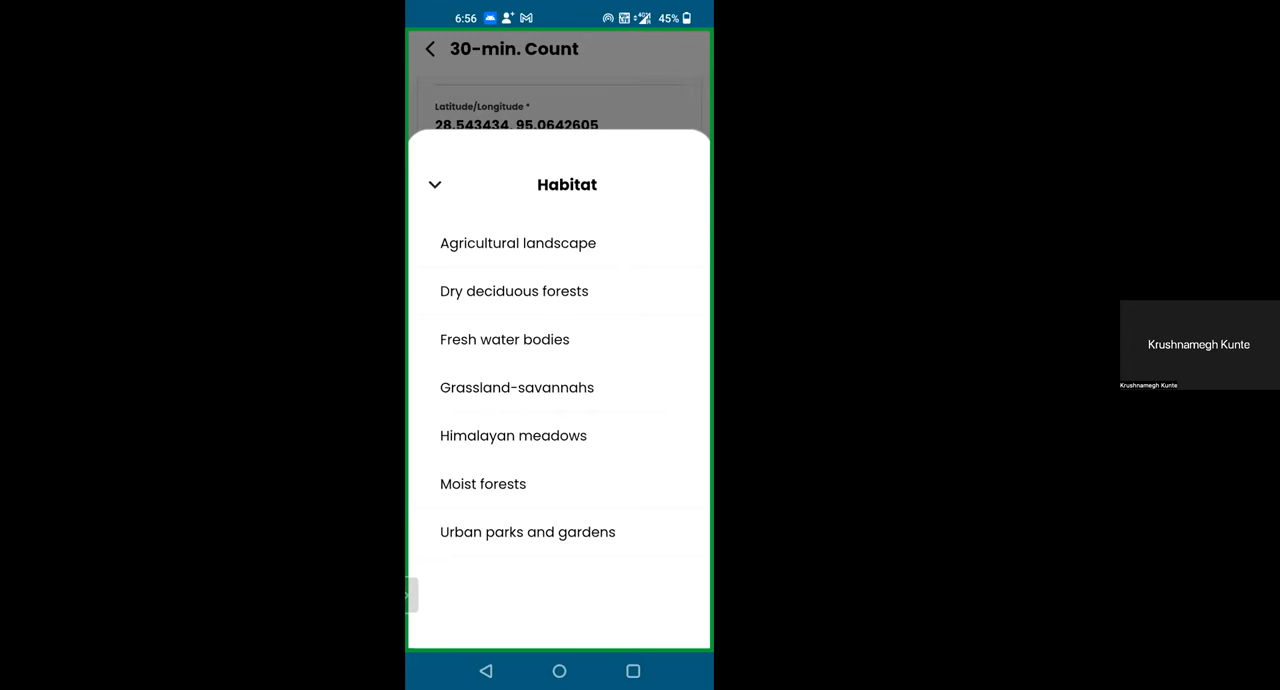 6:56
45%
30-min. Count
Latitude/Longitude *
28.543434, 95.0642605
Habitat
Agricultural landscape
Dry deciduous forests
Fresh water bodies
Grassland-savannahs
Himalayan meadows
Moist forests
Urban parks and gardens
Krushnamegh Kunte
Krushnamegh Kunte